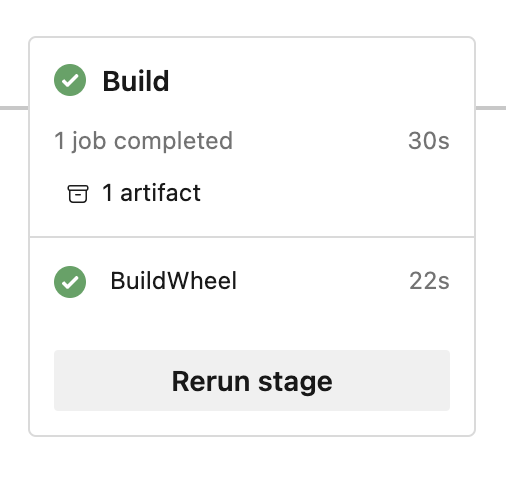 Build
1 job completed 30s
1 artifact
BuildWheel 22s
Rerun stage